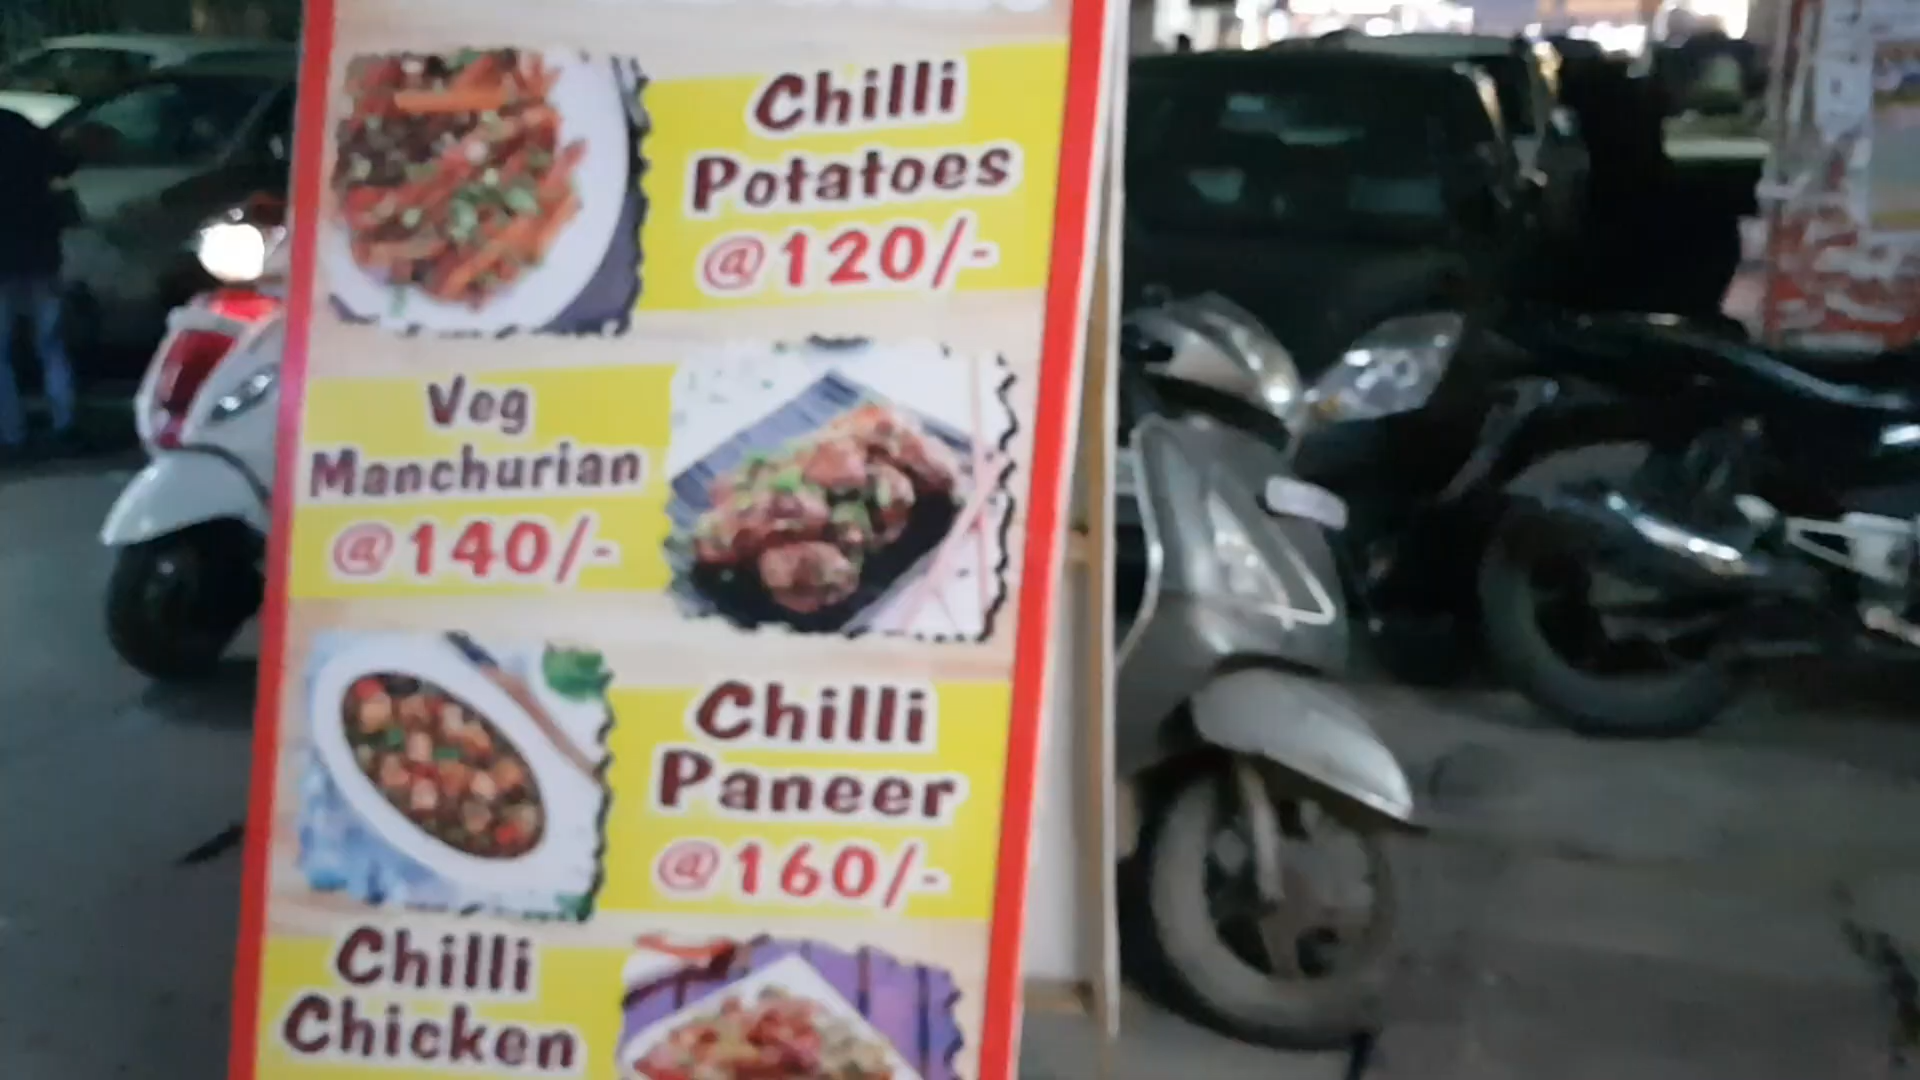 Chilli
Potatoes
@120/-
Veg
Manchurian
@140/-
Chilli
Paneer
@160/-
Chilli
Chicken